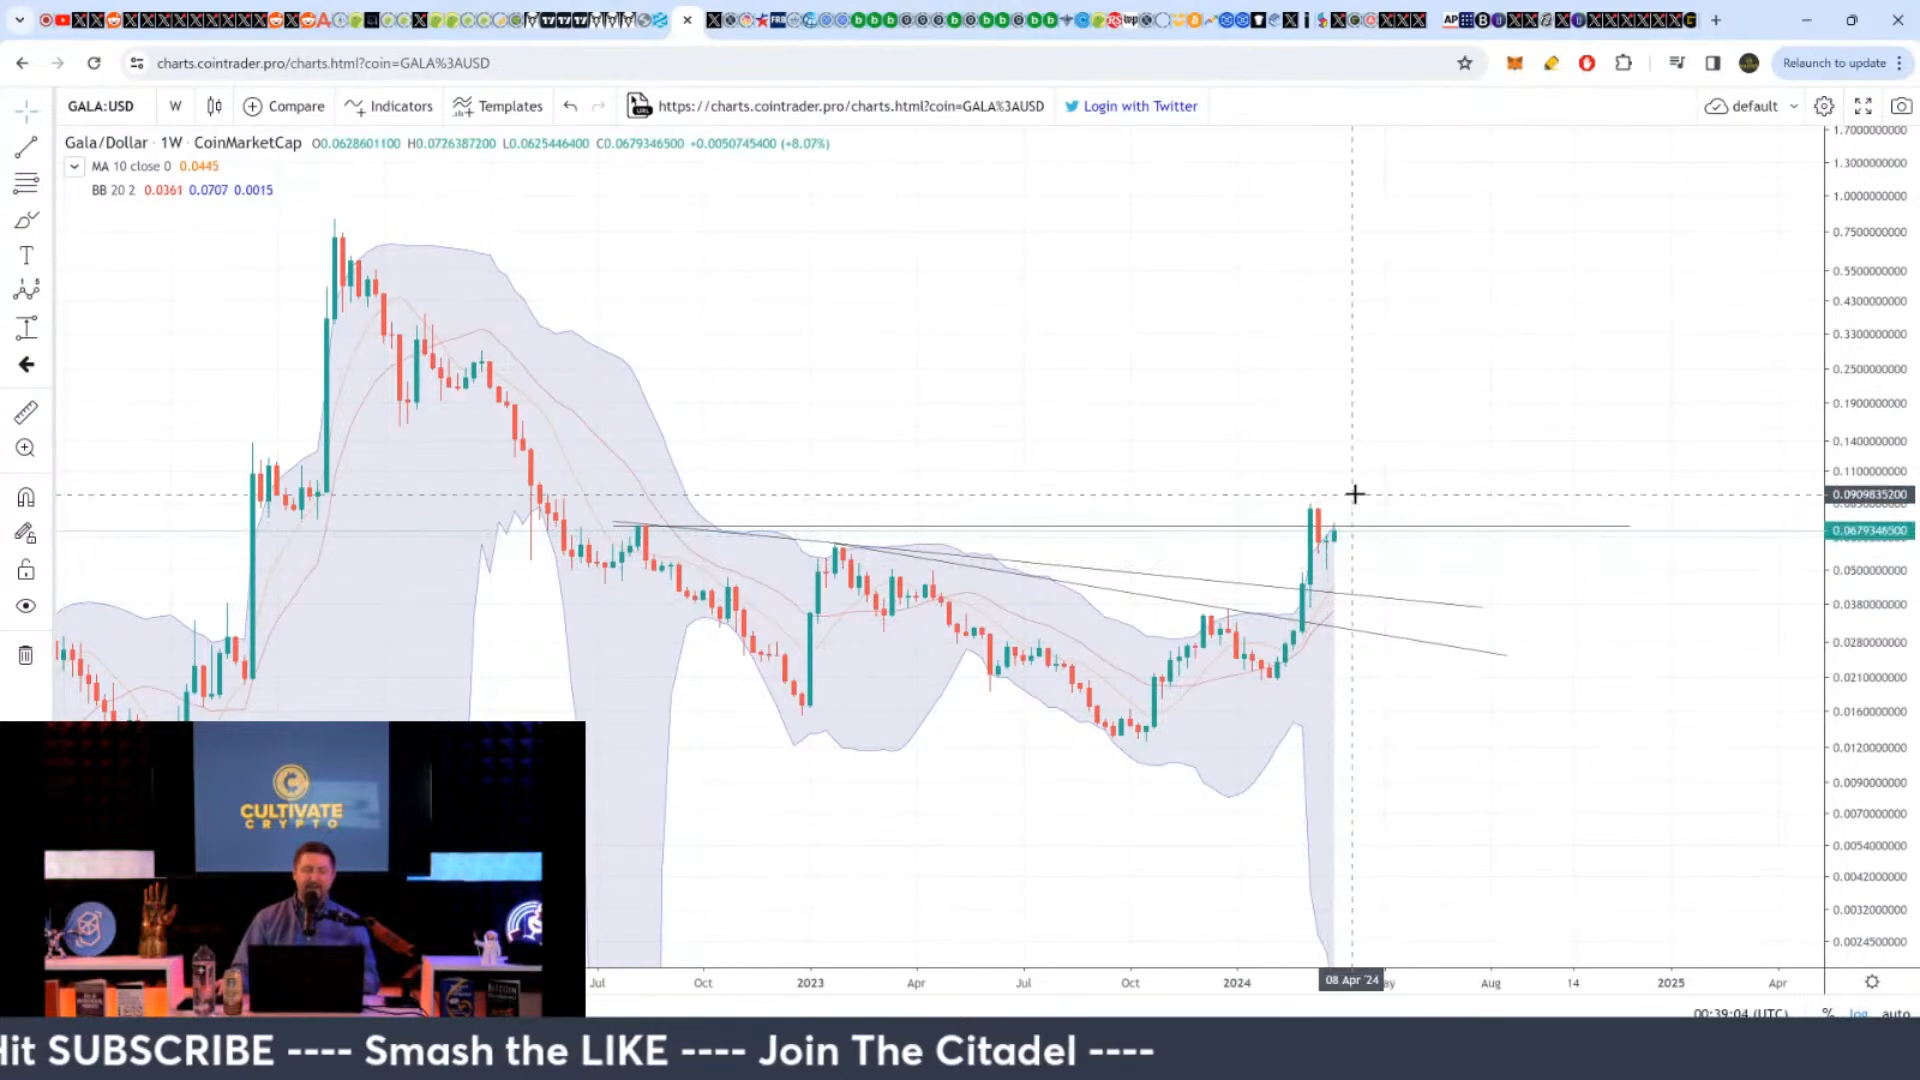 charts.cointrader.pro/charts.html?coin=GALA%3AUSD
Relaunch to update
GALA:USD W Compare Indicators Templates https://charts.cointrader.pro/charts.html?coin=GALA%3AUSD Login with Twitter default
Gala/Dollar · 1W · CoinMarketCap O0.0628601100 H0.0726387200 L0.0625446400 C0.0679346500 +0.0050745400 (+8.07%)
MA 10 close 0 0.0445
BB 20 2 0.0361 0.0707 0.0015
1.7000000000
1.3000000000
1.0000000000
0.7500000000
0.5500000000
0.4300000000
0.3300000000
0.2500000000
0.1900000000
0.1400000000
0.1100000000
0.0909835200
0.0679346500
0.0500000000
0.0380000000
0.0280000000
0.0210000000
0.0160000000
0.0120000000
0.0090000000
0.0070000000
0.0054000000
0.0042000000
0.0032000000
0.0024500000
CULTIVATE
CRYPTO
Jul Oct 2023 Apr Jul Oct 2024 08 Apr '24 ay Aug 14 2025 Apr
00:39:04 (UTC) % log auto
Hit SUBSCRIBE ---- Smash the LIKE ---- Join The Citadel ----